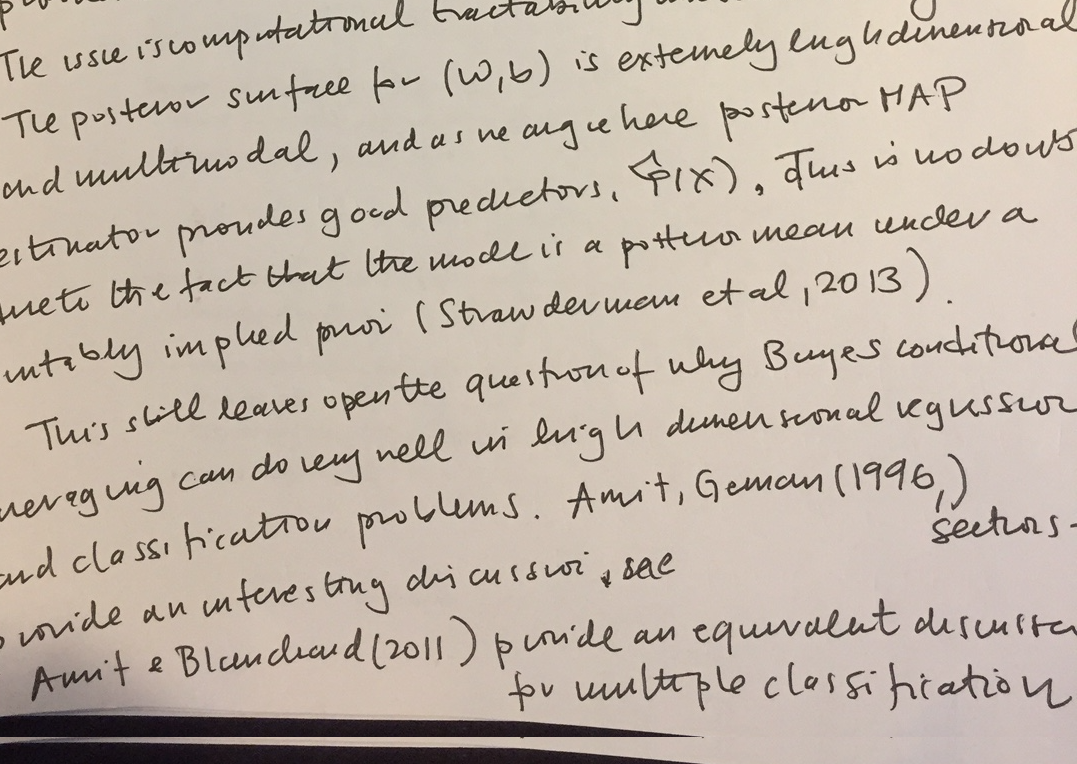 The issue is computational tractability
The posterior surface for (W,b) is extemely high dimensional
and multimodal, and as we argue here posterior MAP
estimator provides good predictors, Ŷ(X), This is no doubt
due to the fact that the mode is a posterior mean under a
suitably implied prior (Strawderman et al, 2013).
This still leaves open the question of why Bayes conditional
averaging can do very well in high dimensional regression
and classification problems. Amit, Geman (1996,)
sections-
provide an interesting discussion, see
Amit & Blanchard (2011) provide an equivalent discussion
for multiple classification